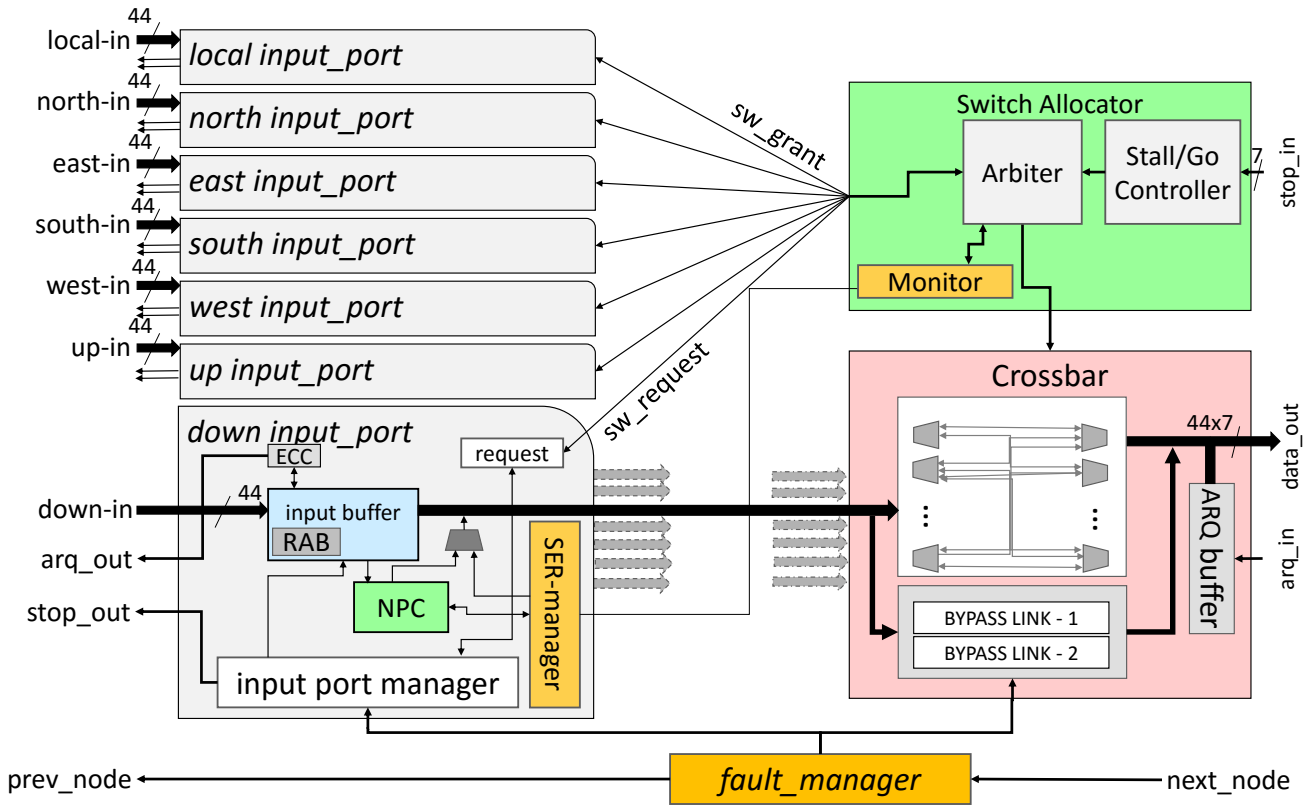 44
local-in
local input_port
44
north-in
north input_port
44
east-in
east input_port
44
south-in
south input_port
44
west-in
west input_port
44
up-in
up input_port
sw_grant
sw_request
Switch Allocator
Arbiter
Stall/Go
Controller
7
stop_in
Monitor
down input_port
ECC
request
44
down-in
input buffer
RAB
arq_out
stop_out
NPC
SER-manager
input port manager
Crossbar
44x7
data_out
...
...
ARQ buffer
arq_in
BYPASS LINK - 1
BYPASS LINK - 2
prev_node
fault_manager
next_node